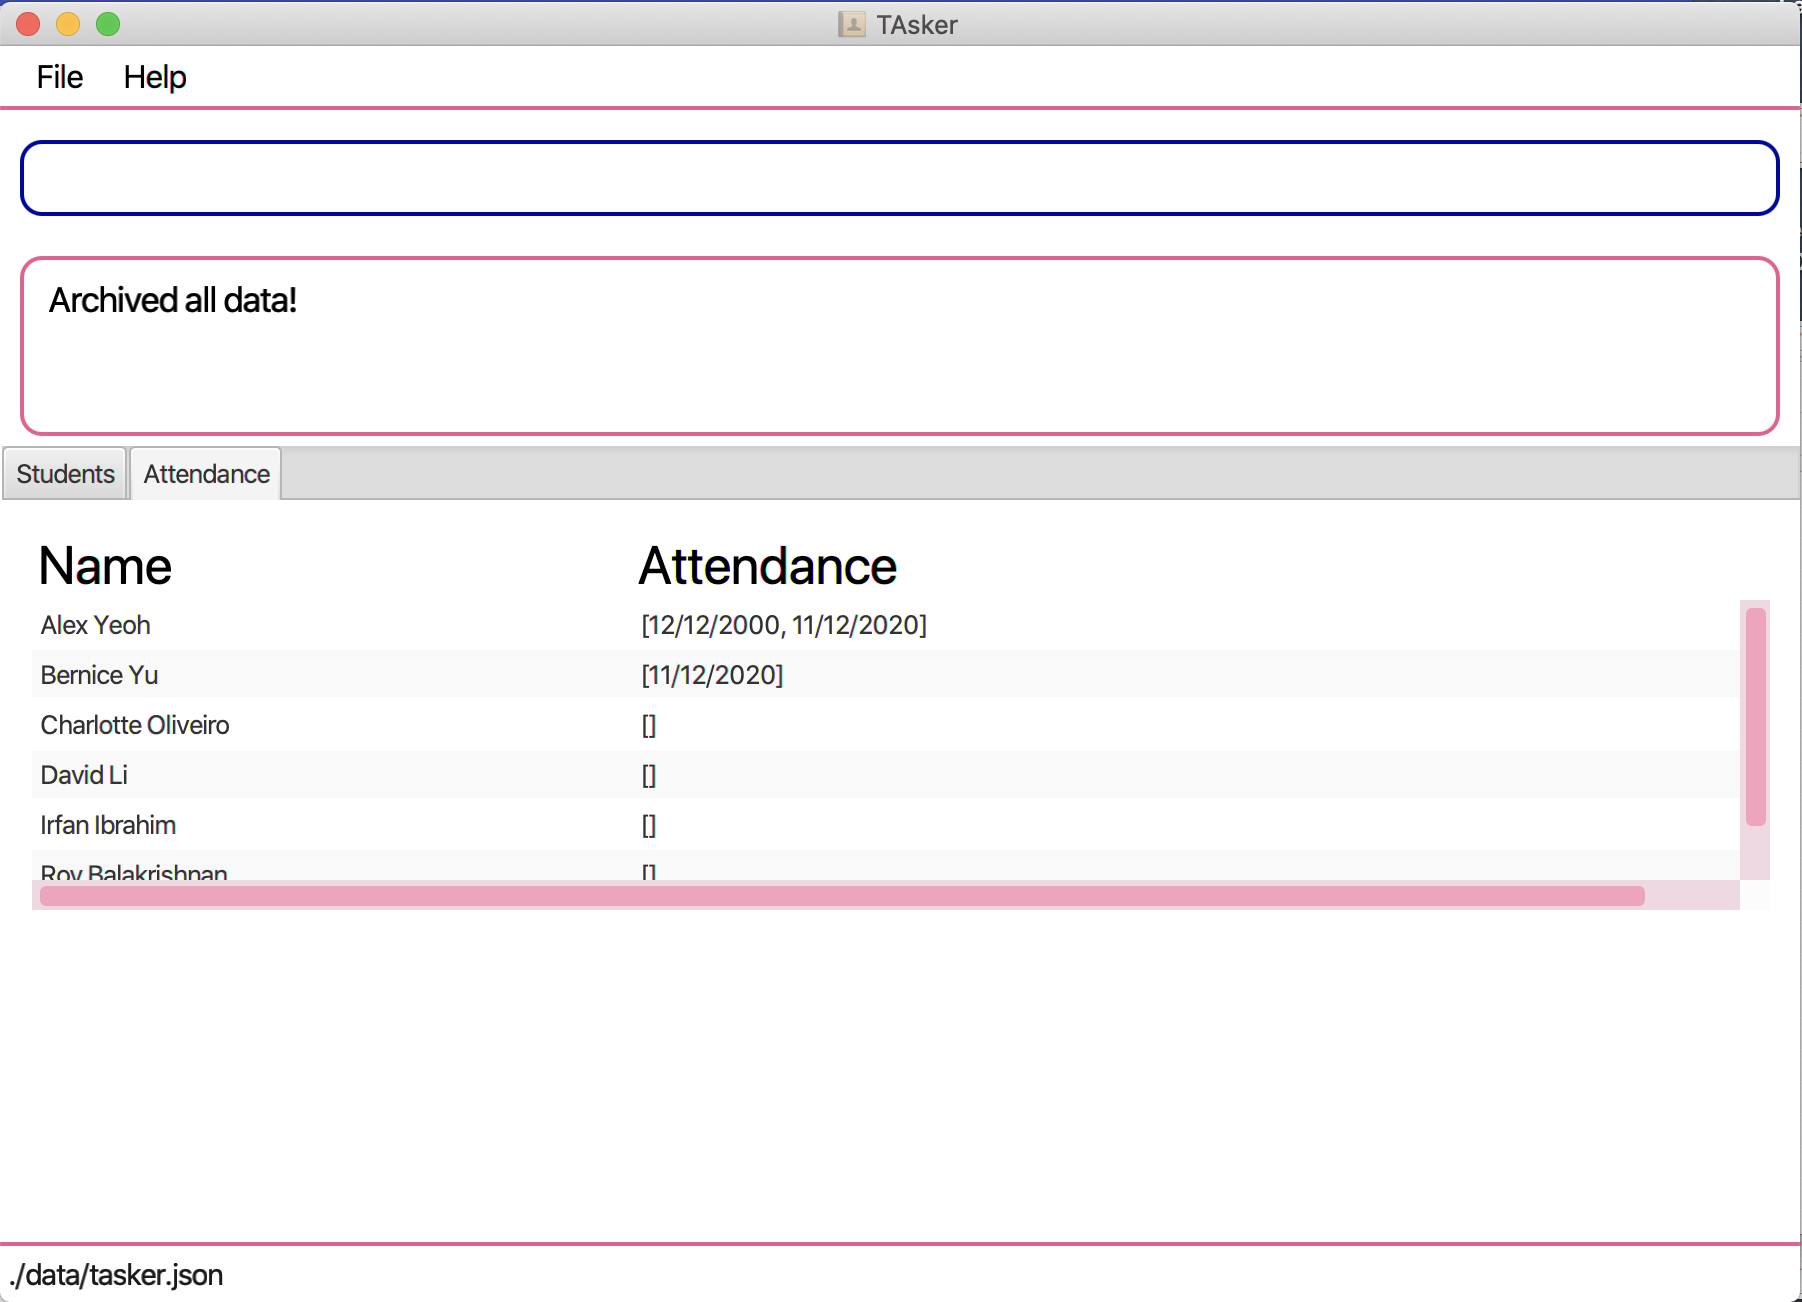 TAsker
File Help
Archived all data!
Students Attendance
Name Attendance
Alex Yeoh [12/12/2000, 11/12/2020]
Bernice Yu [11/12/2020]
Charlotte Oliveiro []
David Li []
Irfan Ibrahim []
Roy Balakrishnan []
./data/tasker.json